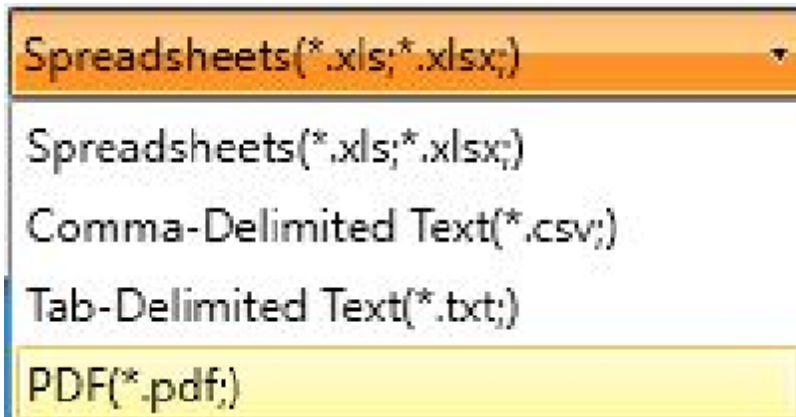 Spreadsheets(*.xls;*.xlsx;)
Spreadsheets(*.xls;*.xlsx;)
Comma-Delimited Text(*.csv;)
Tab-Delimited Text(*.txt;)
PDF(*.pdf;)